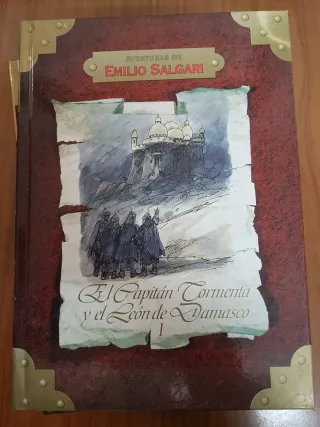 AVENTURAS DE
EMILIO SALGARI
El Capitán Tormenta
y el León de Damasco
I